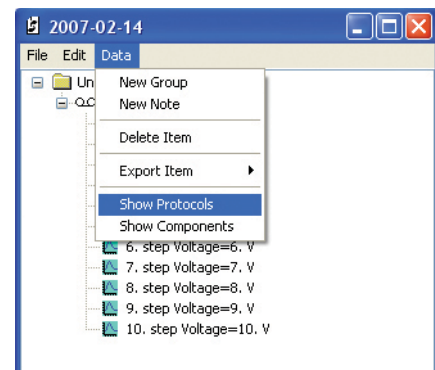 2007-02-14
File Edit Data
New Group
New Note
Delete Item
Export Item
Show Protocols
Show Components
6. step Voltage=6. V
7. step Voltage=7. V
8. step Voltage=8. V
9. step Voltage=9. V
10. step Voltage=10. V